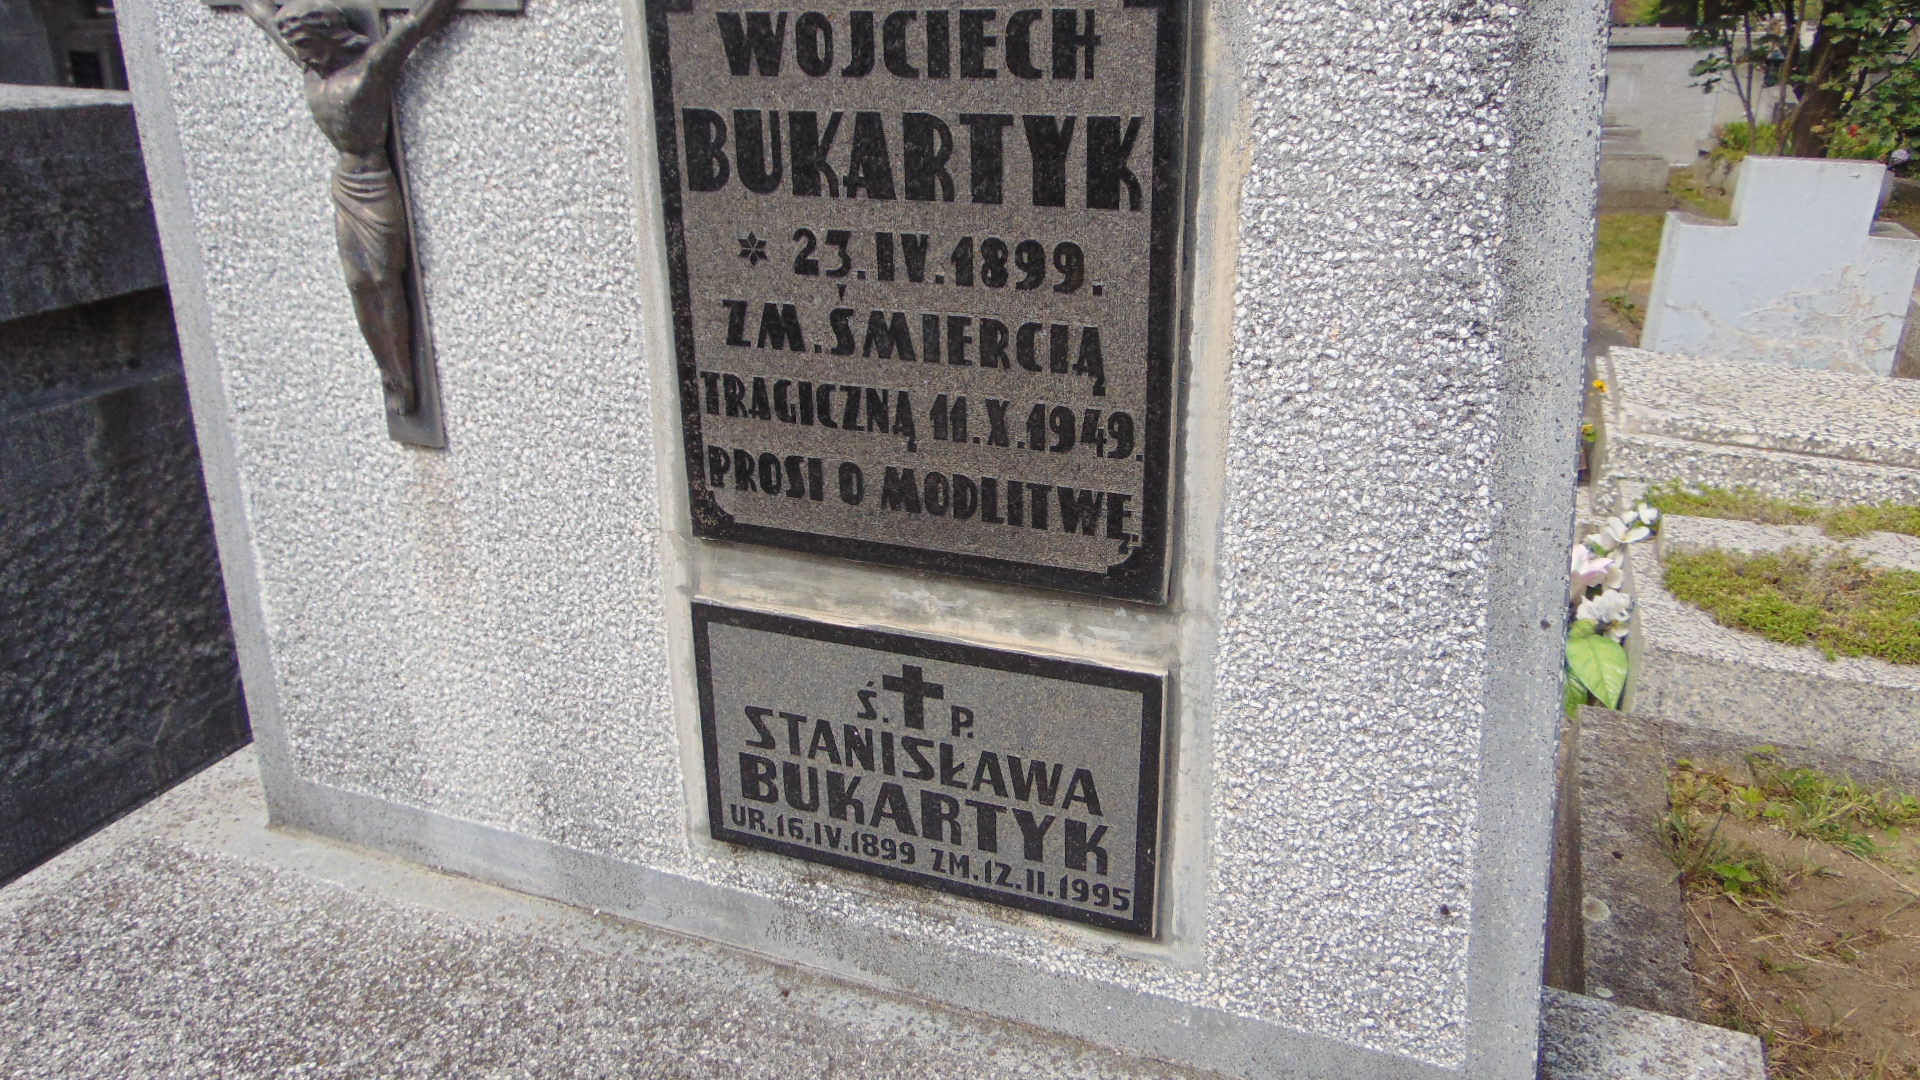 WOJCIECH
BUKARTYK
* 23.IV.1899.
ZM. ŚMIERCIĄ
TRAGICZNĄ 11.X.1949.
PROSI O MODLITWĘ.
Ś. P.
STANISŁAWA
BUKARTYK
UR.16.IV.1899 ZM.12.II.1995